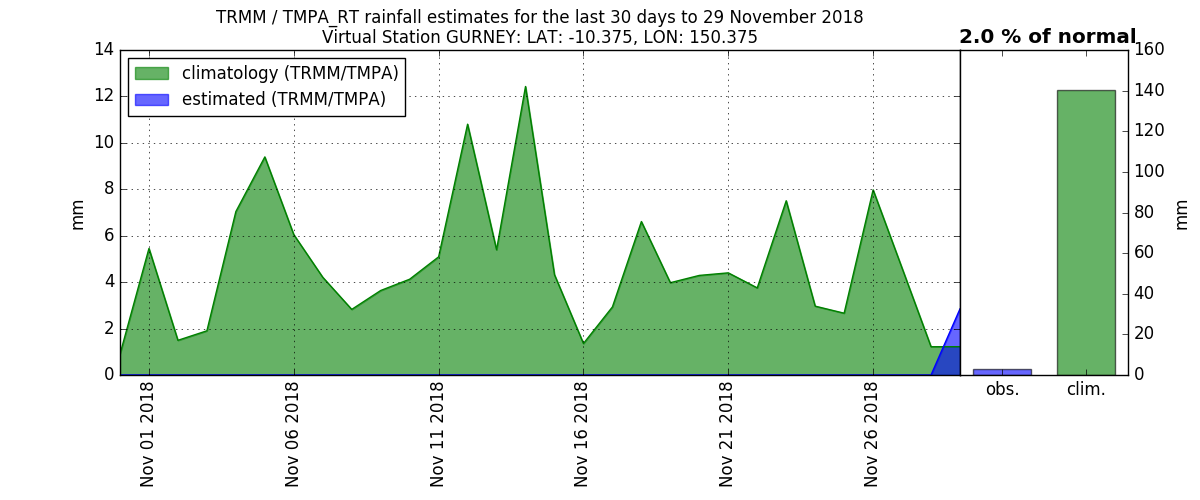 TRMM / TMPA_RT rainfall estimates for the last 30 days to 29 November 2018
Virtual Station GURNEY: LAT: -10.375, LON: 150.375
2.0 % of normal
climatology (TRMM/TMPA)
estimated (TRMM/TMPA)
mm
14
12
10
8
6
4
2
0
Nov 01 2018
Nov 06 2018
Nov 11 2018
Nov 16 2018
Nov 21 2018
Nov 26 2018
obs.
clim.
160
140
120
100
80
60
40
20
0
mm